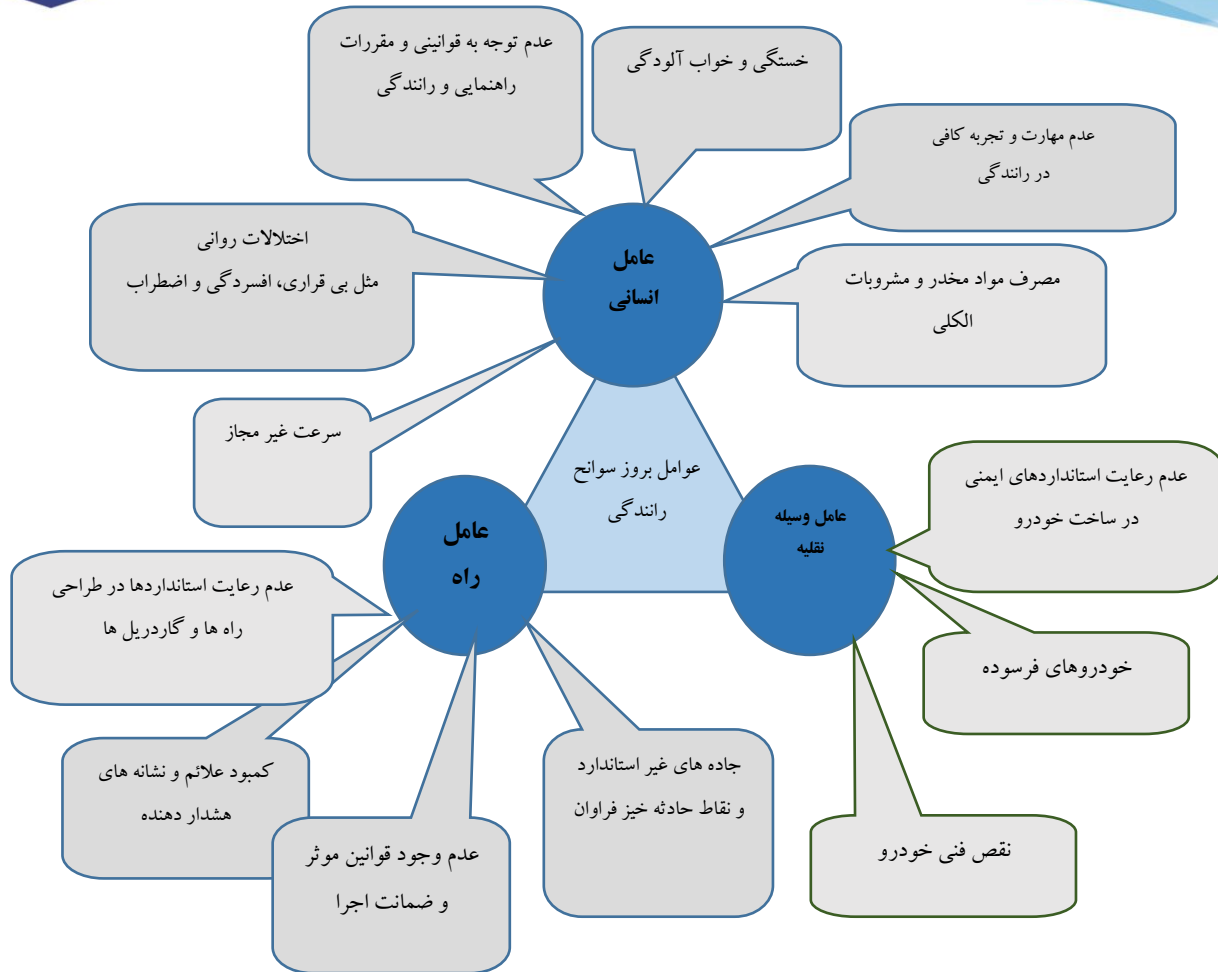 عدم توجه به قوانینی و مقررات
راهنمایی و رانندگی
خستگی و خواب آلودگی
عدم مهارت و تجربه کافی
در رانندگی
اختلالات روانی
مثل بی قراری، افسردگی و اضطراب
عامل
انسانی
مصرف مواد مخدر و مشروبات
الکلی
سرعت غیر مجاز
عوامل بروز سوانح
رانندگی
عدم رعایت استانداردهای ایمنی
در ساخت خودرو
عامل وسیله
نقلیه
عامل
راه
عدم رعایت استانداردها در طراحی
راه ها و گاردریل ها
خودروهای فرسوده
کمبود علائم و نشانه های
هشدار دهنده
جاده های غیر استاندارد
و نقاط حادثه خیز فراوان
عدم وجود قوانین موثر
و ضمانت اجرا
نقص فنی خودرو